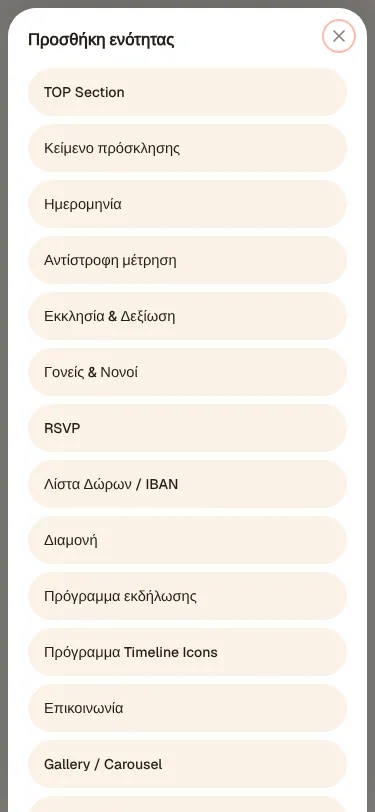 Προσθήκη ενότητας
TOP Section
Κείμενο πρόσκλησης
Ημερομηνία
Αντίστροφη μέτρηση
Εκκλησία & Δεξίωση
Γονείς & Νονοί
RSVP
Λίστα Δώρων / IBAN
Διαμονή
Πρόγραμμα εκδήλωσης
Πρόγραμμα Timeline Icons
Επικοινωνία
Gallery / Carousel